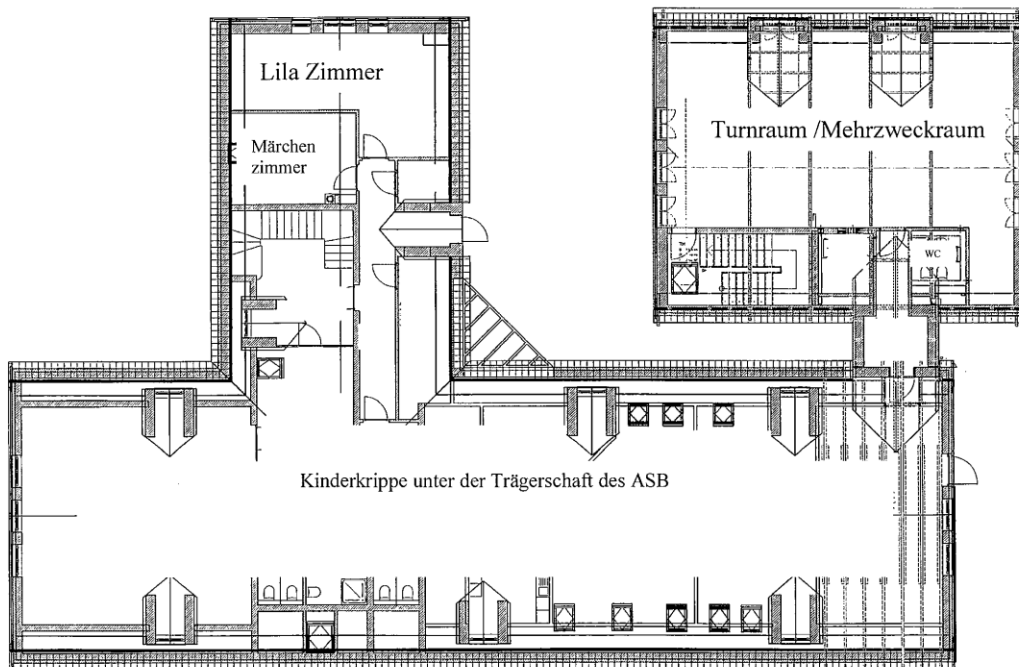 Lila Zimmer
Märchen
zimmer
Turnraum /Mehrzweckraum
WC
Kinderkrippe unter der Trägerschaft des ASB